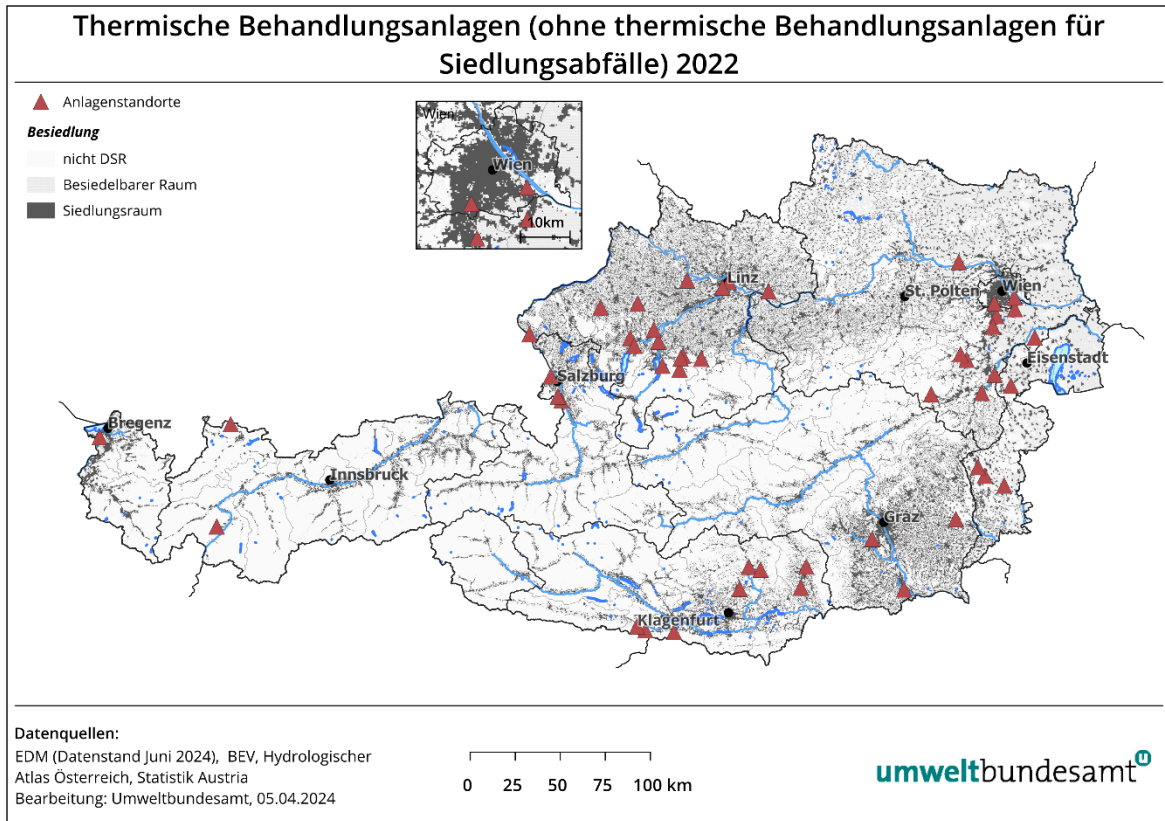 Thermische Behandlungsanlagen (ohne thermische Behandlungsanlagen für
Siedlungsabfälle) 2022
Anlagenstandorte
Besiedlung
nicht DSR
Besiedelbarer Raum
Siedlungsraum
Wien
Wien
10km
Linz
St. Pölten
Wien
Eisenstadt
Salzburg
Bregenz
Innsbruck
Graz
Klagenfurt
Datenquellen:
EDM (Datenstand Juni 2024), BEV, Hydrologischer
Atlas Österreich, Statistik Austria
Bearbeitung: Umweltbundesamt, 05.04.2024
0 25 50 75 100 km
umweltbundesamt
u